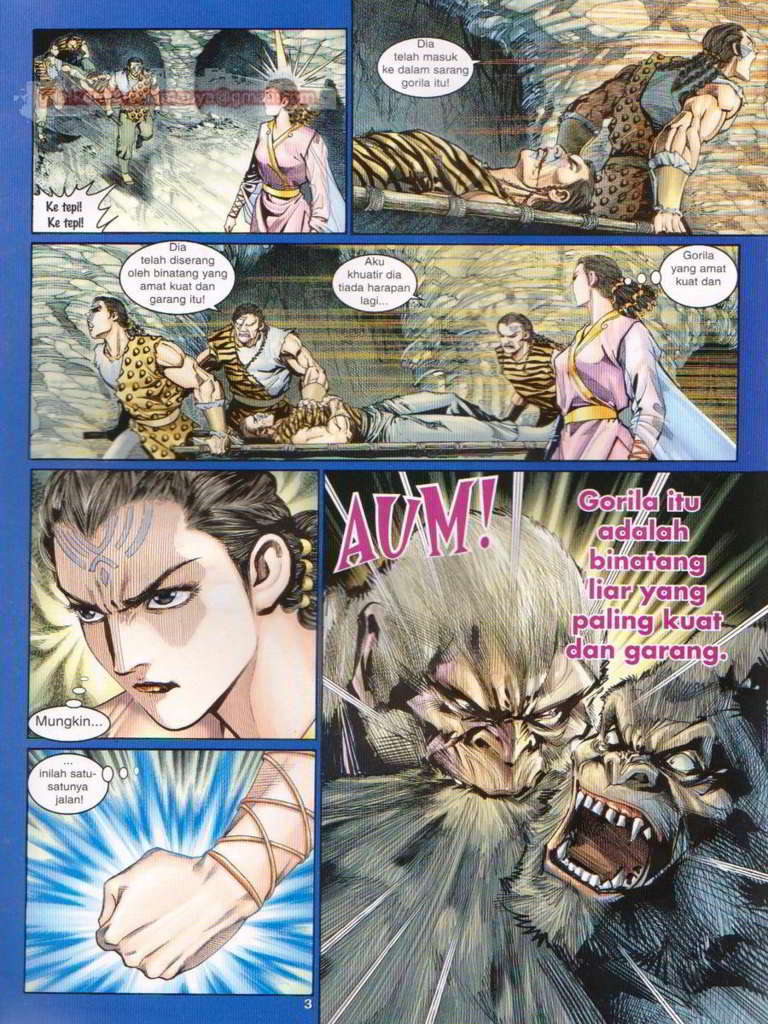 Ke tepi!
Ke tepi!
Dia
telah masuk
ke dalam sarang
gorila itu!
Dia
telah diserang
oleh binatang yang
amat kuat dan
garang itu!
Aku
khuatir dia
tiada harapan
lagi...
Gorila
yang amat
kuat dan
Mungkin...
...
inilah satu-
satunya
jalan!
AUM!
Gorila itu
adalah
binatang
liar yang
paling kuat
dan garang.
3